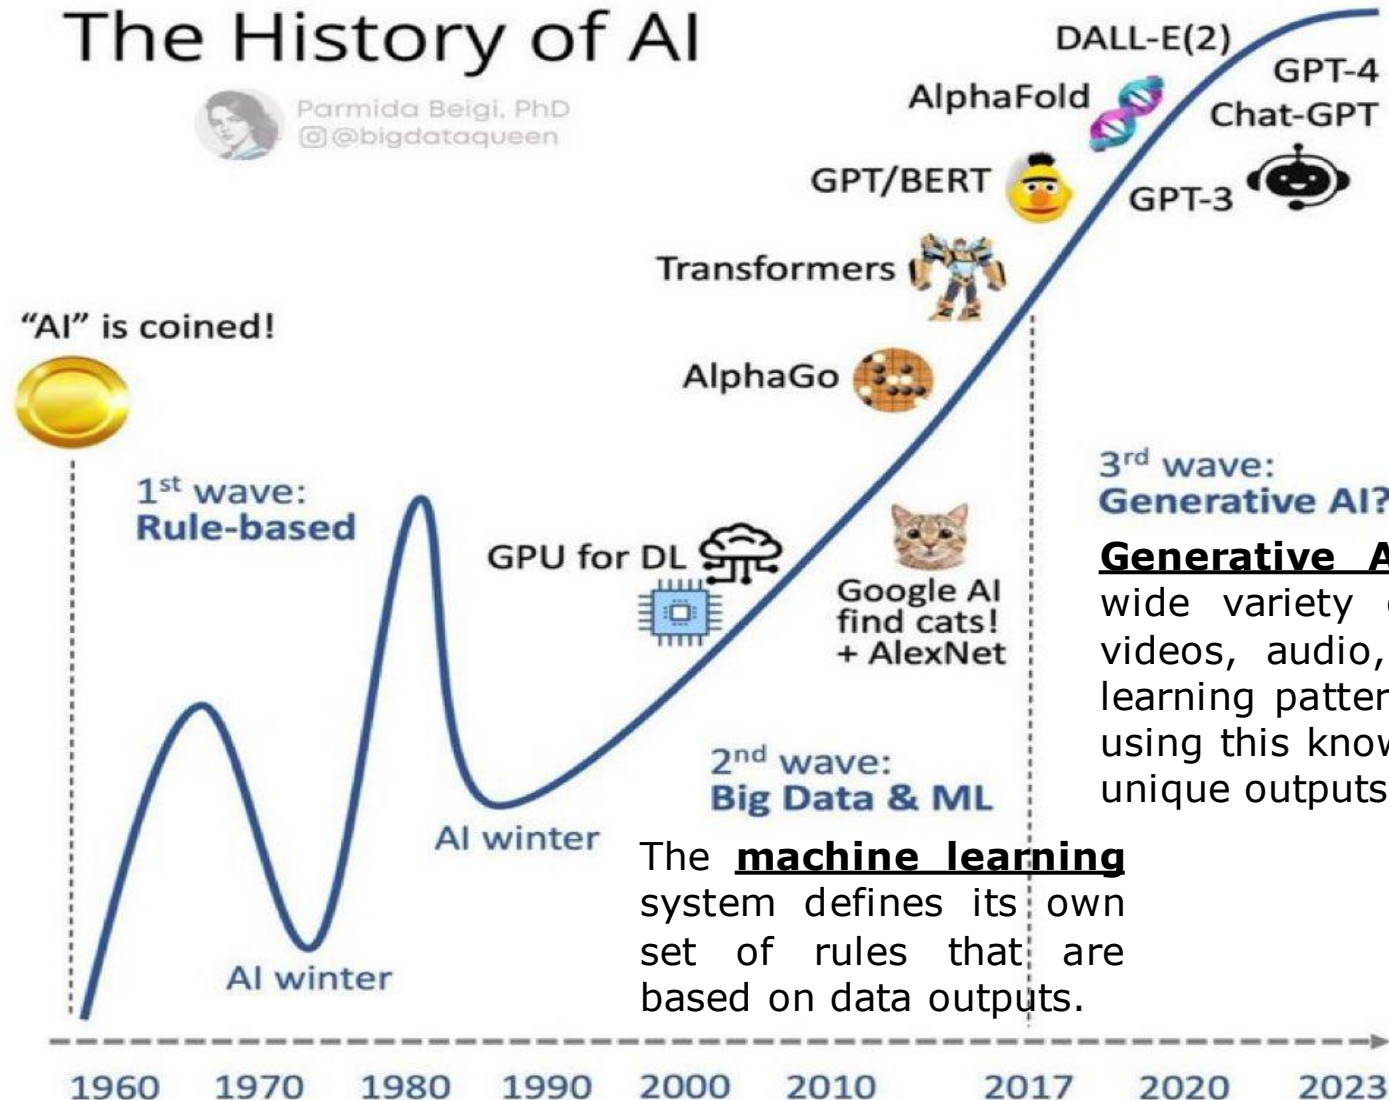 The History of AI
Parmida Beigi, PhD
@bigdataqueen
DALL-E(2)
GPT-4
AlphaFold
Chat-GPT
GPT/BERT
GPT-3
Transformers
"AI" is coined!
AlphaGo
1st wave:
Rule-based
3rd wave:
Generative AI?
GPU for DL
Google AI
find cats!
+ AlexNet
Generative A
wide variety
videos, audio,
learning patter
using this know
unique outputs
2nd wave:
Big Data & ML
AI winter
The machine learning
system defines its own
set of rules that are
based on data outputs.
AI winter
1960 1970 1980 1990 2000 2010 2017 2020 2023